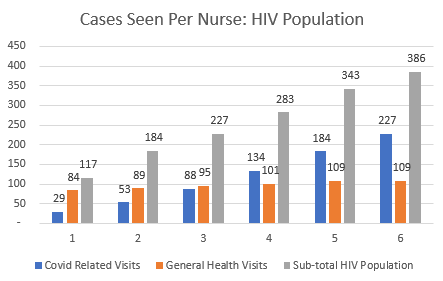 Cases Seen Per Nurse: HIV Population
450
400
350
300
250
200
150
100
50
-
29 84 117
53 89 184
88 95 227
134 101 283
184 109 343
227 109 386
1 2 3 4 5 6
Covid Related Visits General Health Visits Sub-total HIV Population